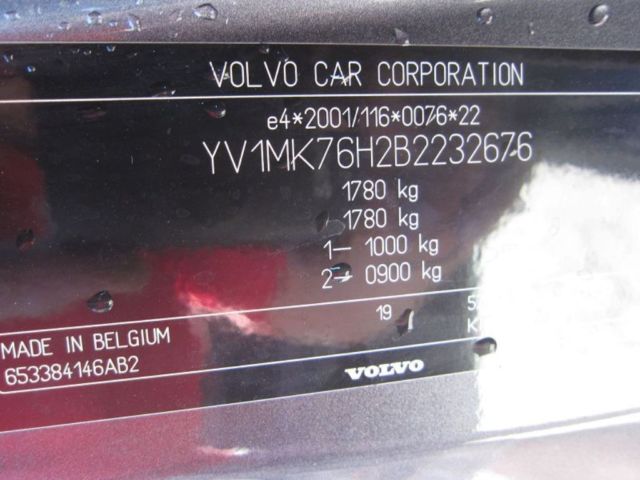 VOLVO CAR CORPORATION
e4*2001/116*0076*22
YV1MK76H2B2232676
1780 kg
1780 kg
1- 1000 kg
2- 0900 kg
19
MADE IN BELGIUM
653384146AB2
VOLVO